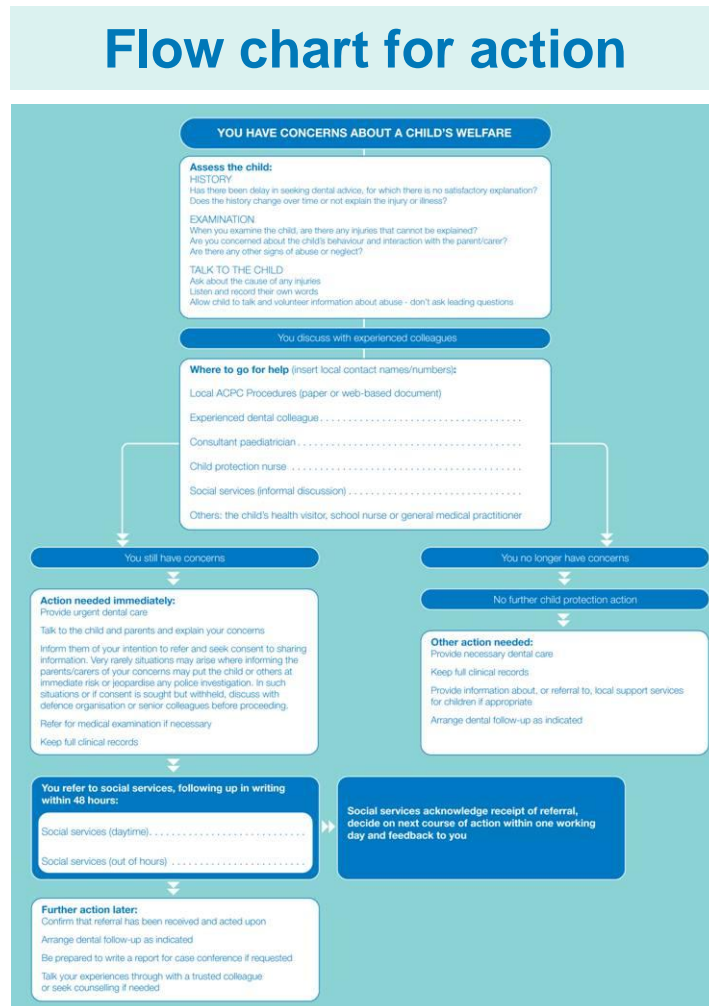 Flow chart for action
YOU HAVE CONCERNS ABOUT A CHILD'S WELFARE
Assess the child:
HISTORY
Has there been delay in seeking dental advice, for which there is no satisfactory explanation?
Does the history change over time or not explain the injury or illness?
EXAMINATION
When you examine the child, are there any injuries that cannot be explained?
Are you concerned about the child's behaviour and interaction with the parent/carer?
Are there any other signs of abuse or neglect?
TALK TO THE CHILD
Ask about the cause of any injuries
Listen and record their own words
Allow child to talk and volunteer information about abuse - don't ask leading questions
You discuss with experienced colleagues
Where to go for help (insert local contact names/numbers):
Local ACPC Procedures (paper or web-based document)
Experienced dental colleague . . . . . . . . . . . . . . . . . . . . . . . . . . . . . . . . . . . .
Consultant paediatrician . . . . . . . . . . . . . . . . . . . . . . . . . . . . . . . . . . . . . . . .
Child protection nurse . . . . . . . . . . . . . . . . . . . . . . . . . . . . . . . . . . . . . . . . .
Social services (informal discussion) . . . . . . . . . . . . . . . . . . . . . . . . . . . . . . .
Others: the child's health visitor, school nurse or general medical practitioner
You still have concerns
Action needed immediately:
Provide urgent dental care
Talk to the child and parents and explain your concerns
Inform them of your intention to refer and seek consent to sharing
information. Very rarely situations may arise where informing the
parents/carers of your concerns may put the child or others at
immediate risk or jeopardise any police investigation. In such
situations or if consent is sought but withheld, discuss with
defence organisation or senior colleagues before proceeding.
Refer for medical examination if necessary
Keep full clinical records
You refer to social services, following up in writing
within 48 hours:
Social services (daytime). . . . . . . . . . . . . . . . . . . . . . . . . . . .
Social services (out of hours) . . . . . . . . . . . . . . . . . . . . . . . .
Social services acknowledge receipt of referral,
decide on next course of action within one working
day and feedback to you
Further action later:
Confirm that referral has been received and acted upon
Arrange dental follow-up as indicated
Be prepared to write a report for case conference if requested
Talk your experiences through with a trusted colleague
or seek counselling if needed
You no longer have concerns
No further child protection action
Other action needed:
Provide necessary dental care
Keep full clinical records
Provide information about, or referral to, local support services
for children if appropriate
Arrange dental follow-up as indicated